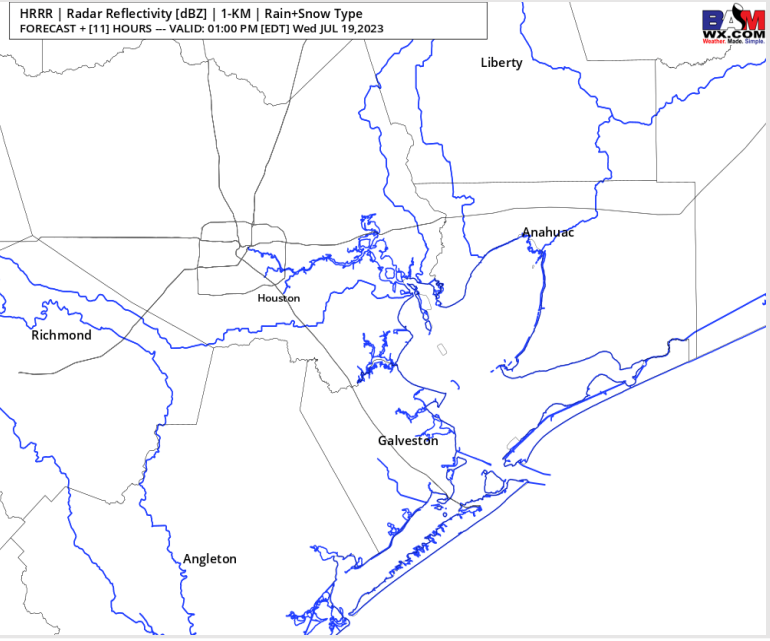 HRRR | Radar Reflectivity [dBZ] | 1-KM | Rain+Snow Type
FORECAST + [11] HOURS --- VALID: 01:00 PM [EDT] Wed JUL 19,2023
BAM
WX.COM
Weather. Made. Simple.
Liberty
Anahuac
Houston
Richmond
Galveston
Angleton